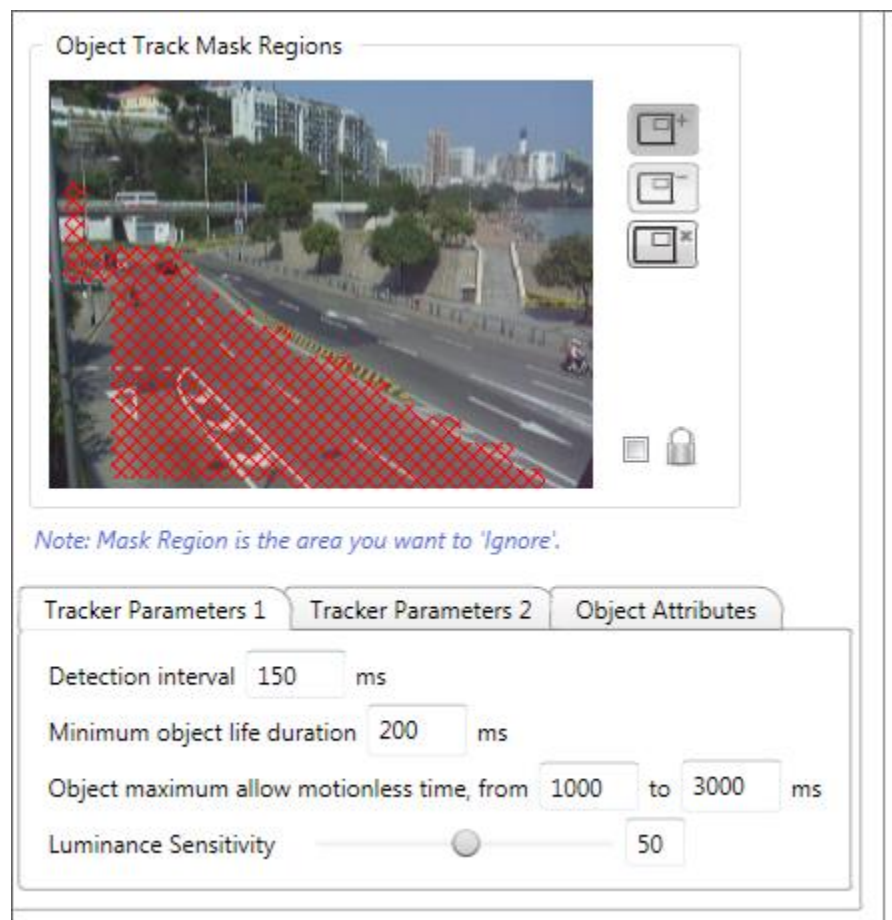 Object Track Mask Regions
Note: Mask Region is the area you want to 'Ignore'.
Tracker Parameters 1 Tracker Parameters 2 Object Attributes
Detection interval 150 ms
Minimum object life duration 200 ms
Object maximum allow motionless time, from 1000 to 3000 ms
Luminance Sensitivity 50